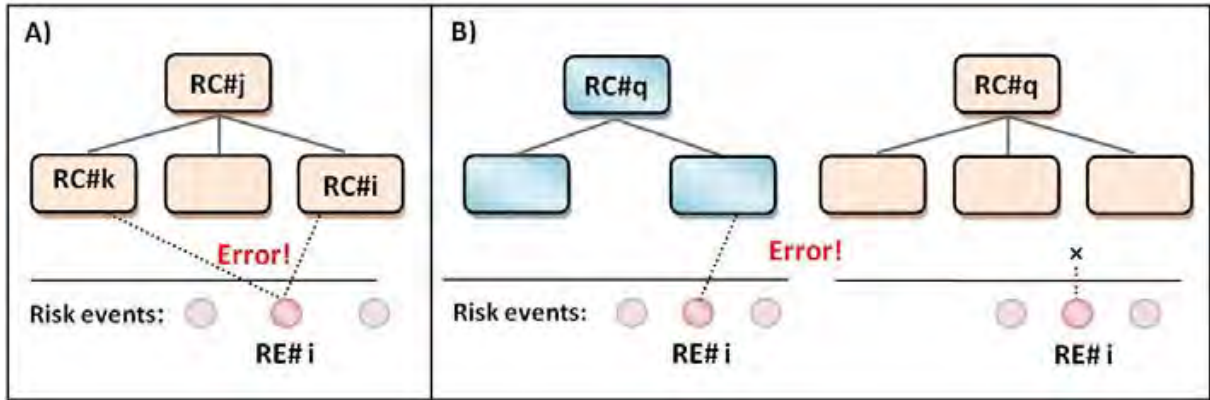 A)
RC#j
RC#k
RC#i
Error!
Risk events:
RE# i
B)
RC#q
RC#q
Error!
×
Risk events:
RE# i
RE# i